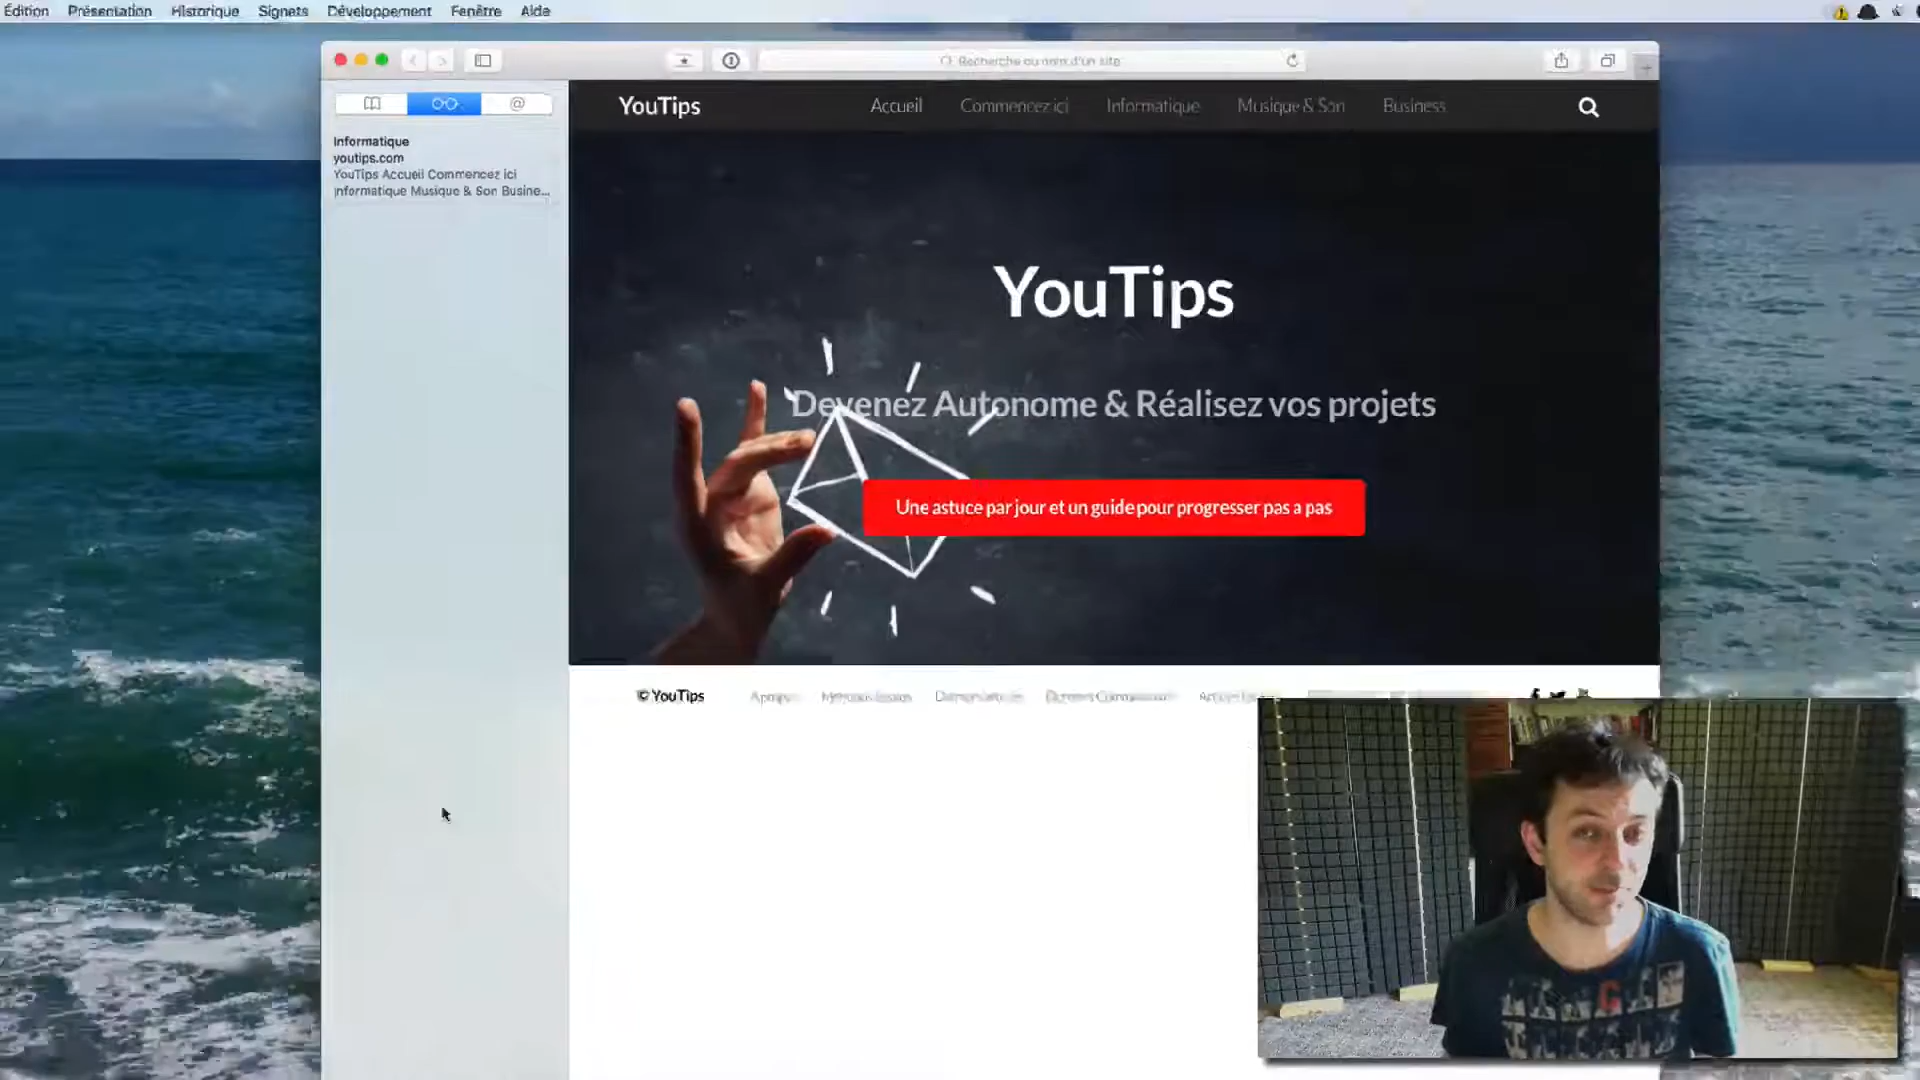 Édition Présentation Historique Signets Développement Fenêtre Aide
Recherche ou nom d'un site
Informatique
youtips.com
YouTips Accueil Commencez ici
Informatique Musique & Son Busine...
YouTips Accueil Commencez ici Informatique Musique & Son Business
YouTips
Devenez Autonome & Réalisez vos projets
Une astuce par jour et un guide pour progresser pas a pas
© YouTips